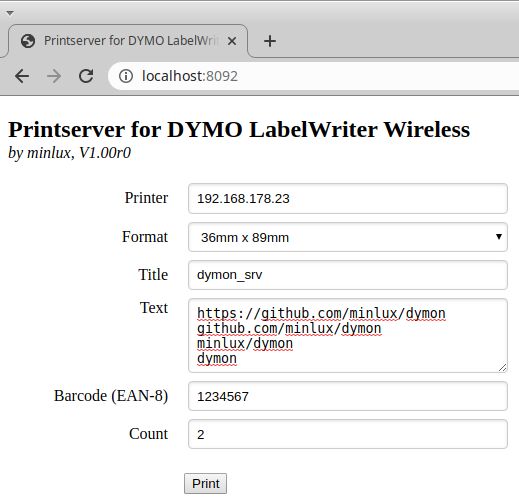 Printserver for DYMO LabelWri
localhost:8092
Printserver for DYMO LabelWriter Wireless
by minlux, V1.00r0
Printer 192.168.178.23
Format 36mm x 89mm
Title dymon_srv
Text https://github.com/minlux/dymon
github.com/minlux/dymon
minlux/dymon
dymon
Barcode (EAN-8) 1234567
Count 2
Print